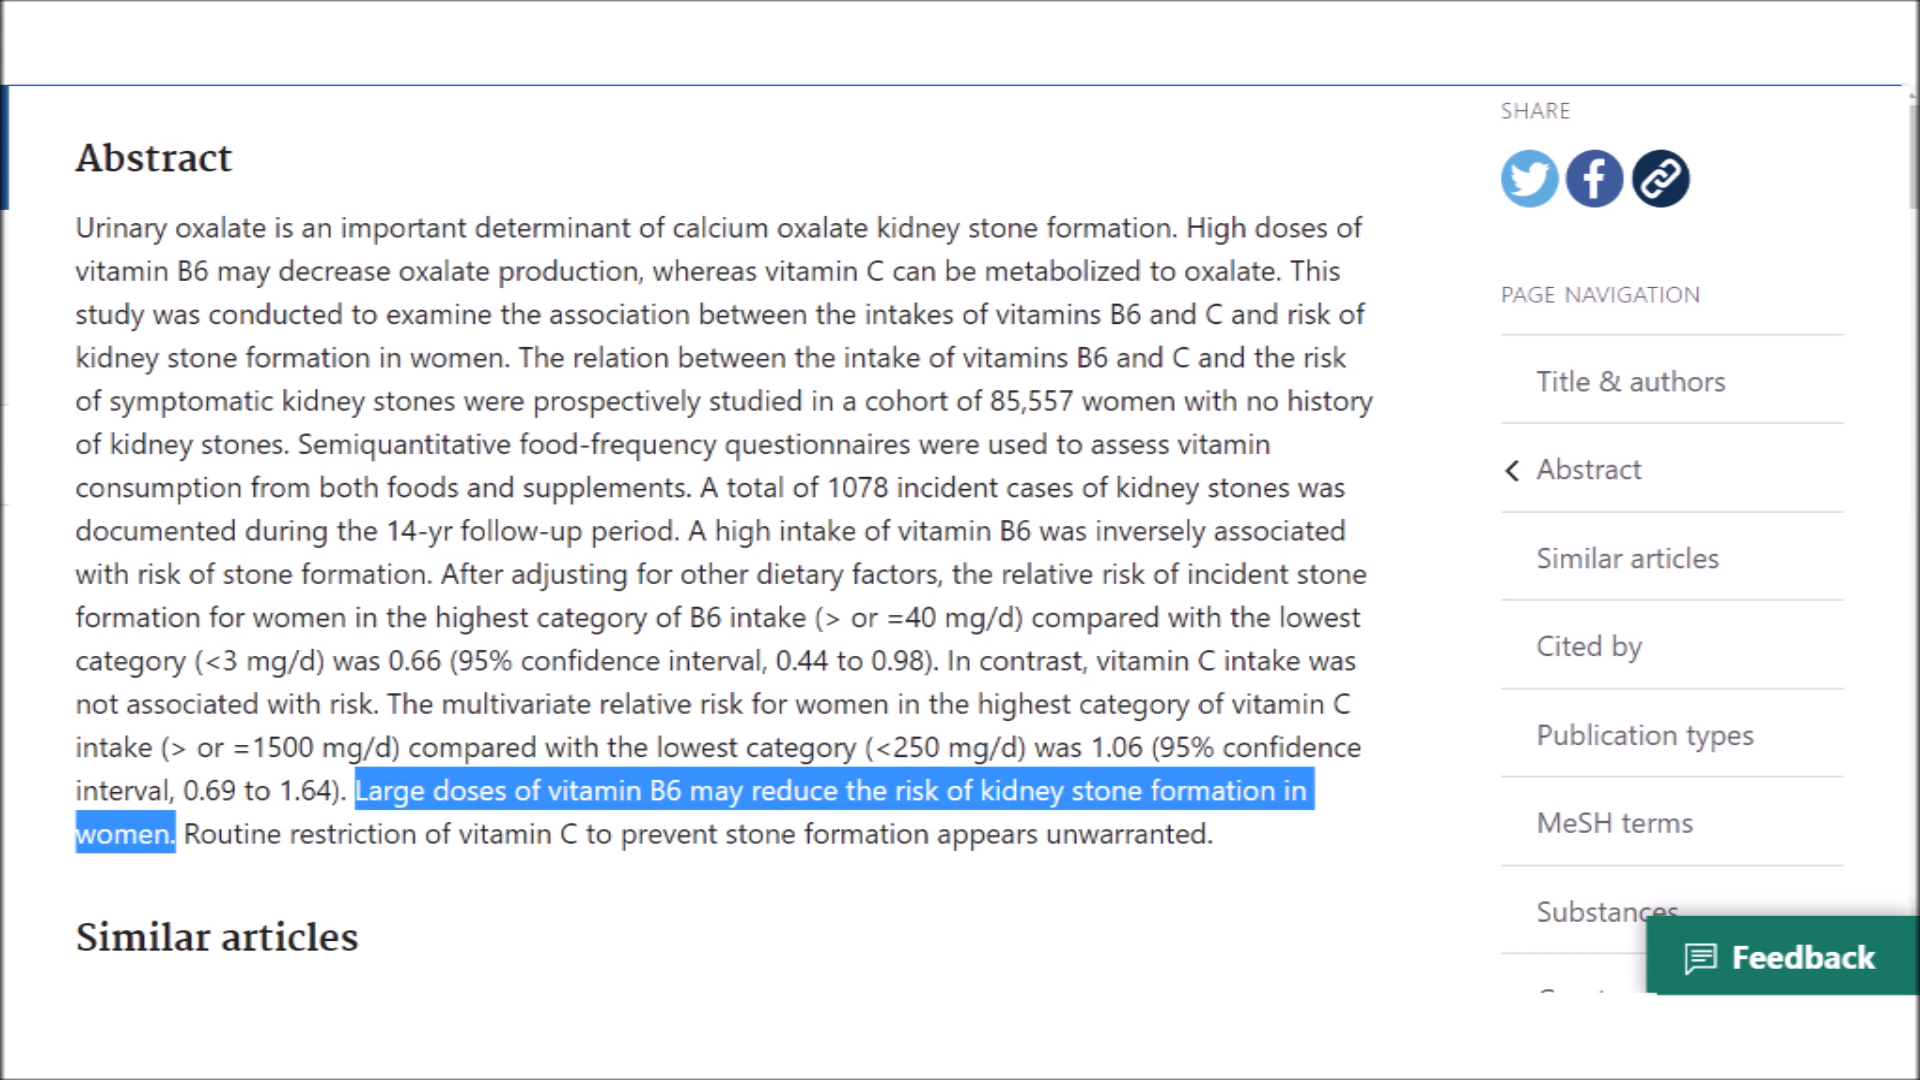 Abstract
Urinary oxalate is an important determinant of calcium oxalate kidney stone formation. High doses of
vitamin B6 may decrease oxalate production, whereas vitamin C can be metabolized to oxalate. This
study was conducted to examine the association between the intakes of vitamins B6 and C and risk of
kidney stone formation in women. The relation between the intake of vitamins B6 and C and the risk
of symptomatic kidney stones were prospectively studied in a cohort of 85,557 women with no history
of kidney stones. Semiquantitative food-frequency questionnaires were used to assess vitamin
consumption from both foods and supplements. A total of 1078 incident cases of kidney stones was
documented during the 14-yr follow-up period. A high intake of vitamin B6 was inversely associated
with risk of stone formation. After adjusting for other dietary factors, the relative risk of incident stone
formation for women in the highest category of B6 intake (> or =40 mg/d) compared with the lowest
category (<3 mg/d) was 0.66 (95% confidence interval, 0.44 to 0.98). In contrast, vitamin C intake was
not associated with risk. The multivariate relative risk for women in the highest category of vitamin C
intake (> or =1500 mg/d) compared with the lowest category (<250 mg/d) was 1.06 (95% confidence
interval, 0.69 to 1.64). Large doses of vitamin B6 may reduce the risk of kidney stone formation in
women. Routine restriction of vitamin C to prevent stone formation appears unwarranted.
Similar articles
SHARE
PAGE NAVIGATION
Title & authors
Abstract
Similar articles
Cited by
Publication types
MeSH terms
Substances
Feedback